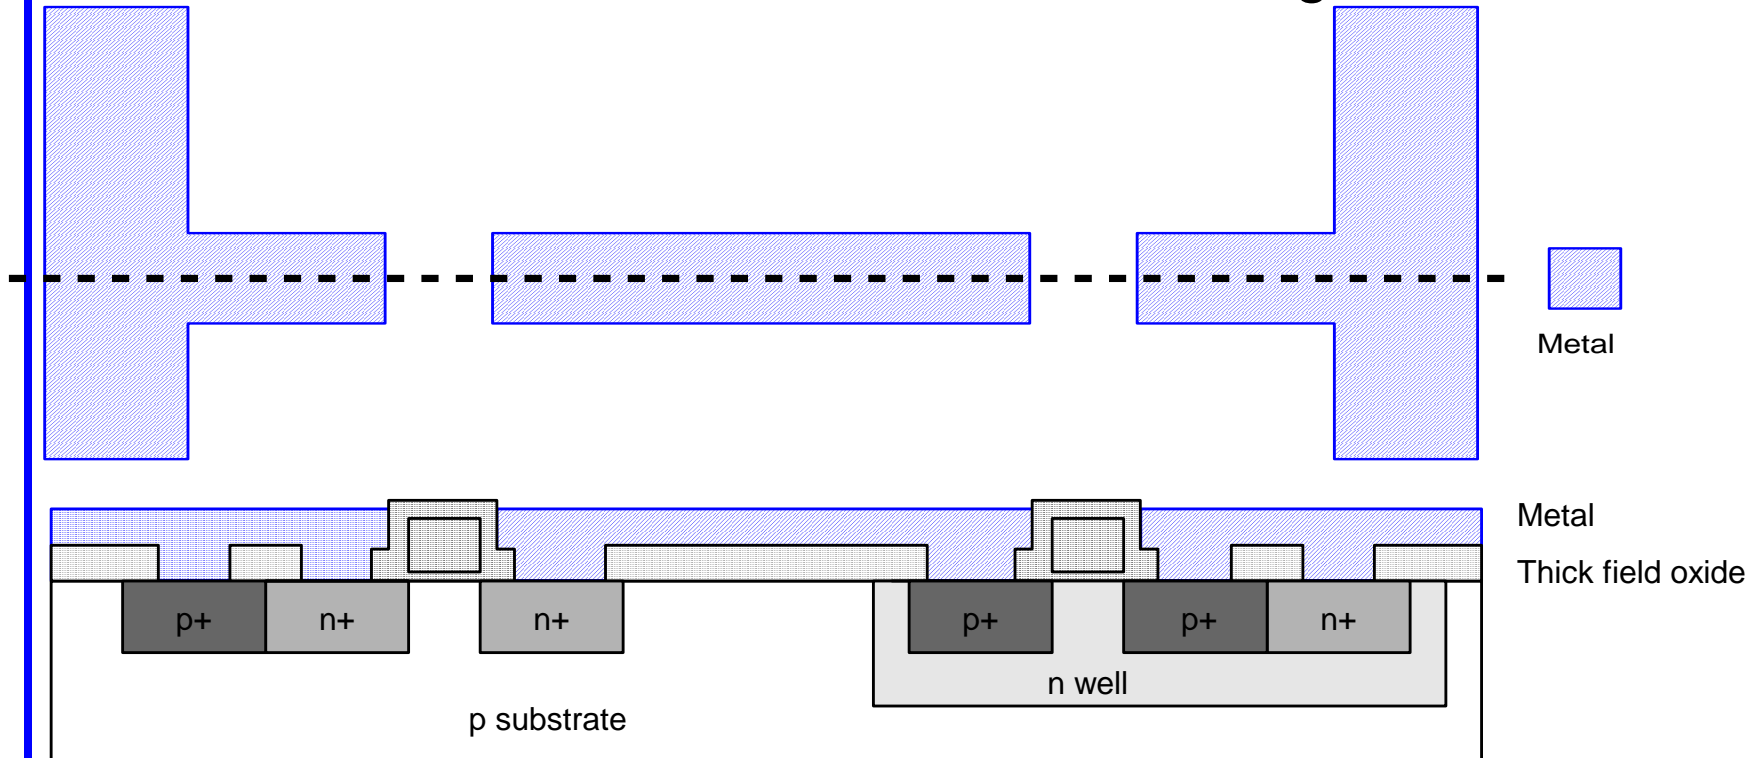 Metal
Metal
Thick field oxide
p+ n+ n+ p+ p+ n+
n well
p substrate